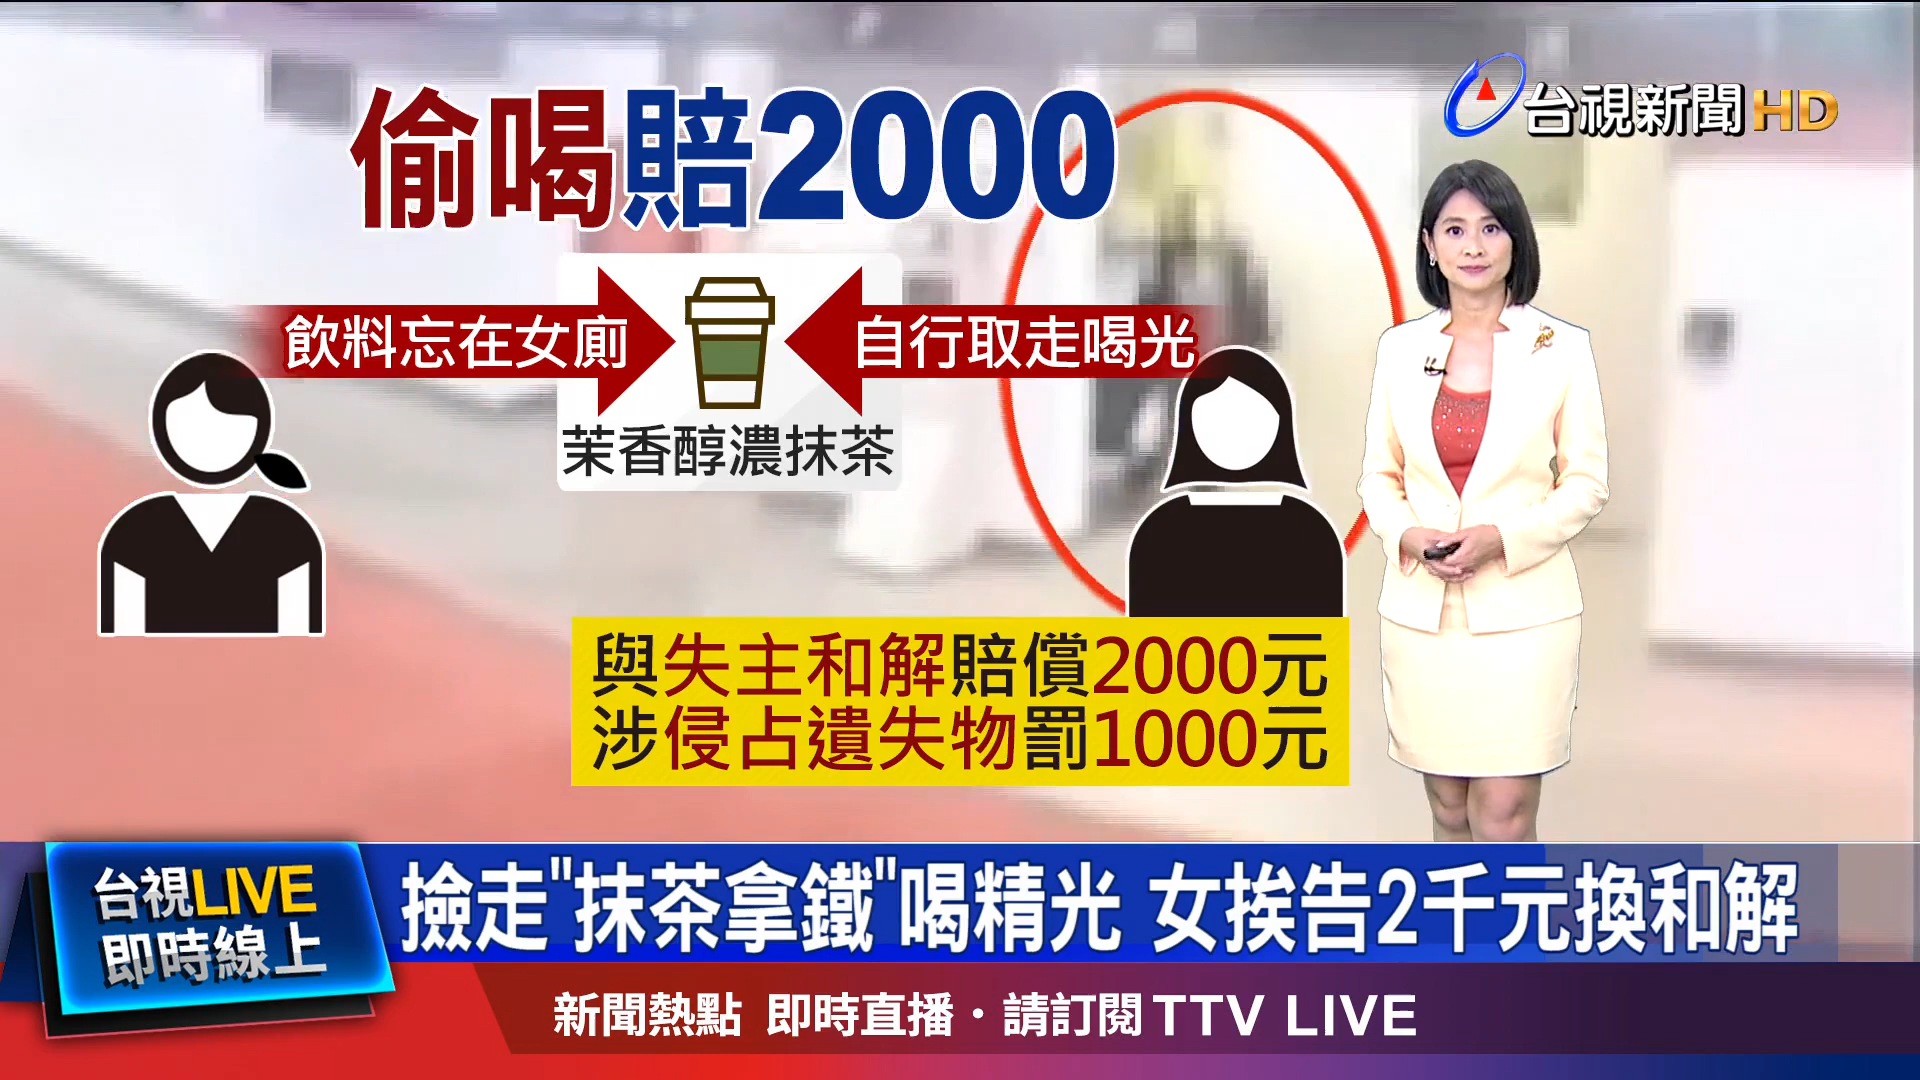 台視新聞HD
偷喝賠2000
飲料忘在女廁
自行取走喝光
茉香醇濃抹茶
與失主和解賠償2000元
涉侵占遺失物罰1000元
台視LIVE
即時線上
撿走"抹茶拿鐵"喝精光 女挨告2千元換和解
新聞熱點 即時直播・請訂閱TTV LIVE